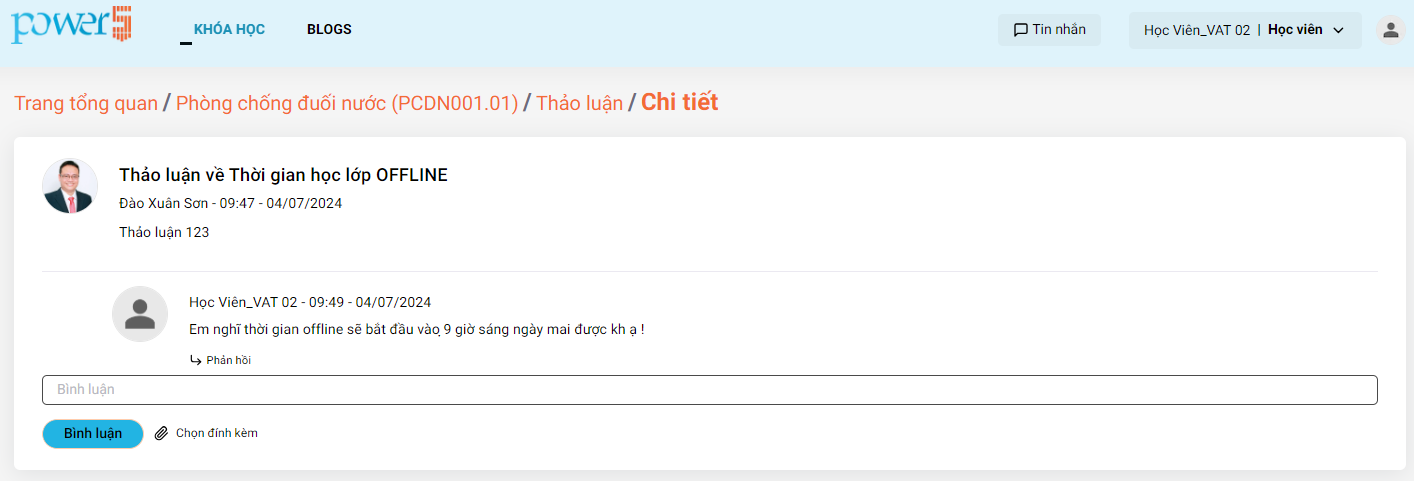 power5
KHÓA HỌC
BLOGS
Tin nhắn
Học Viên_VAT 02 | Học viên
Trang tổng quan / Phòng chống đuối nước (PCDN001.01) / Thảo luận / Chi tiết
Thảo luận về Thời gian học lớp OFFLINE
Đào Xuân Sơn - 09:47 - 04/07/2024
Thảo luận 123
Học Viên_VAT 02 - 09:49 - 04/07/2024
Em nghĩ thời gian offline sẽ bắt đầu vàọ 9 giờ sáng ngày mai được kh ạ !
Phản hồi
Bình luận
Bình luận
Chọn đính kèm